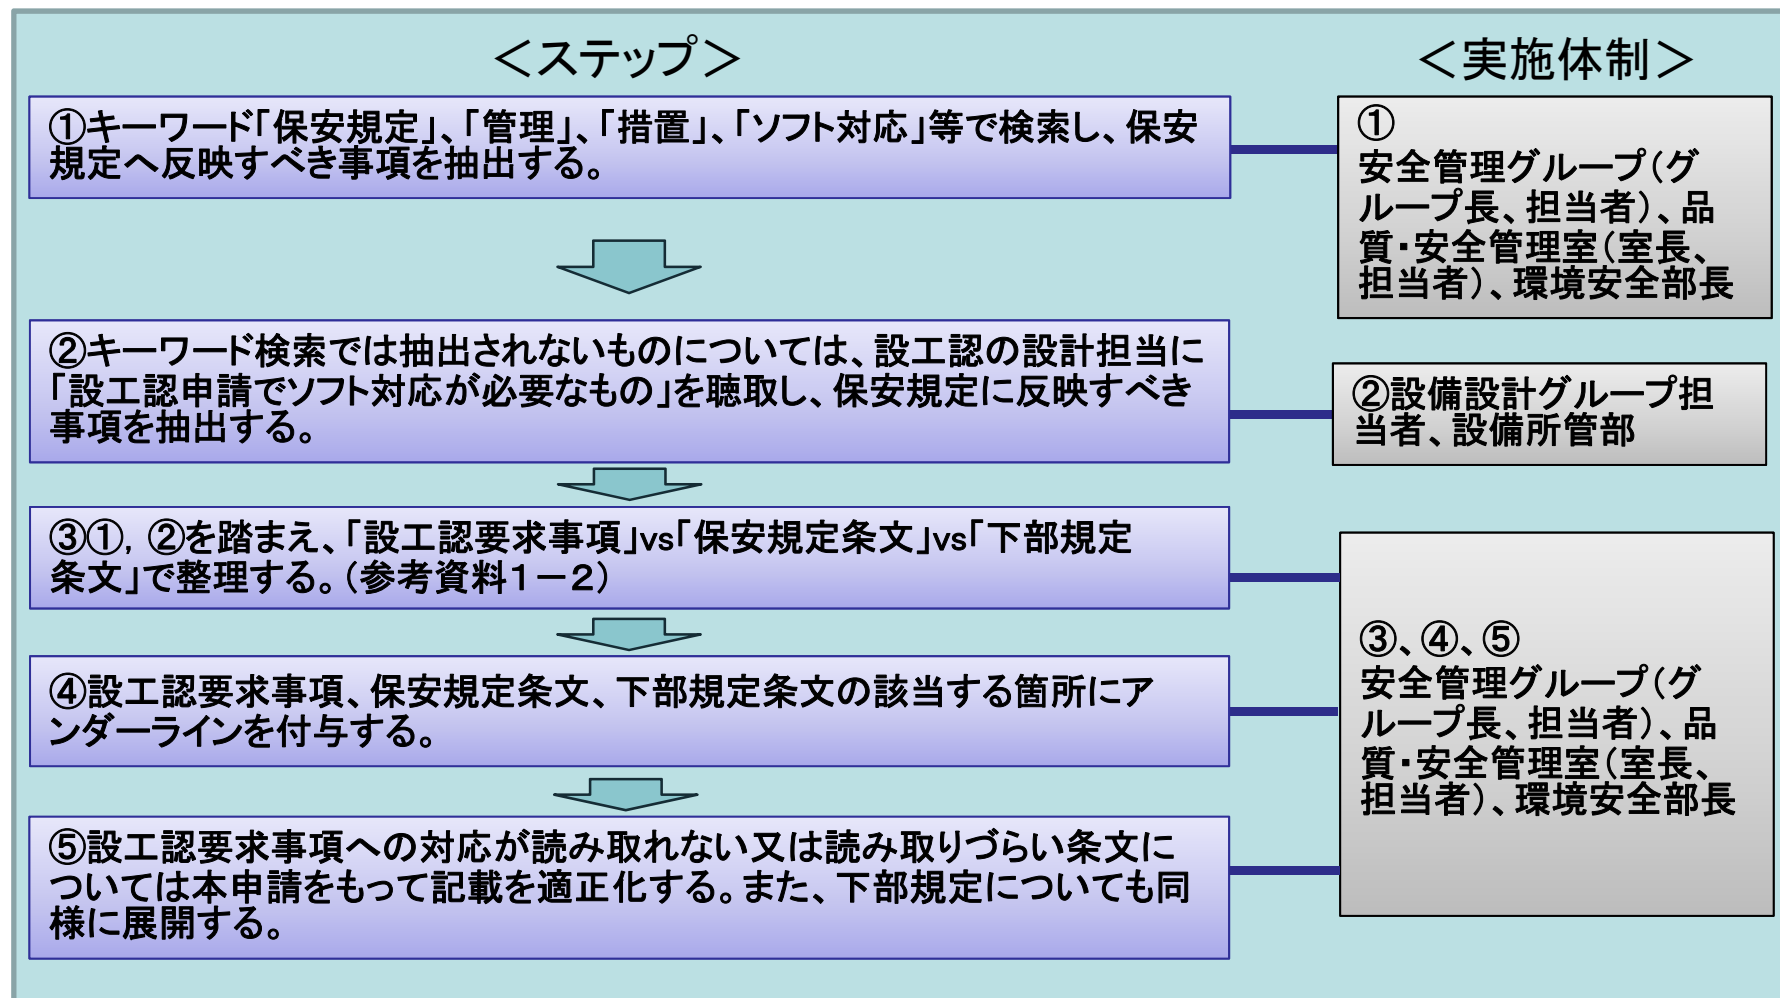 ＜ステップ＞
①キーワード「保安規定」、「管理」、「措置」、「ソフト対応」等で検索し、保安
規定へ反映すべき事項を抽出する。
②キーワード検索では抽出されないものについては、設工認の設計担当に
「設工認申請でソフト対応が必要なもの」を聴取し、保安規定に反映すべき
事項を抽出する。
③①，②を踏まえ、「設工認要求事項」vs「保安規定条文」vs「下部規定
条文」で整理する。（参考資料１－２）
④設工認要求事項、保安規定条文、下部規定条文の該当する箇所にア
ンダーラインを付与する。
⑤設工認要求事項への対応が読み取れない又は読み取りづらい条文に
ついては本申請をもって記載を適正化する。また、下部規定についても同
様に展開する。
＜実施体制＞
①
安全管理グループ（グ
ループ長、担当者）、品
質・安全管理室（室長、
担当者）、環境安全部長
②設備設計グループ担
当者、設備所管部
③、④、⑤
安全管理グループ（グ
ループ長、担当者）、品
質・安全管理室（室長、
担当者）、環境安全部長